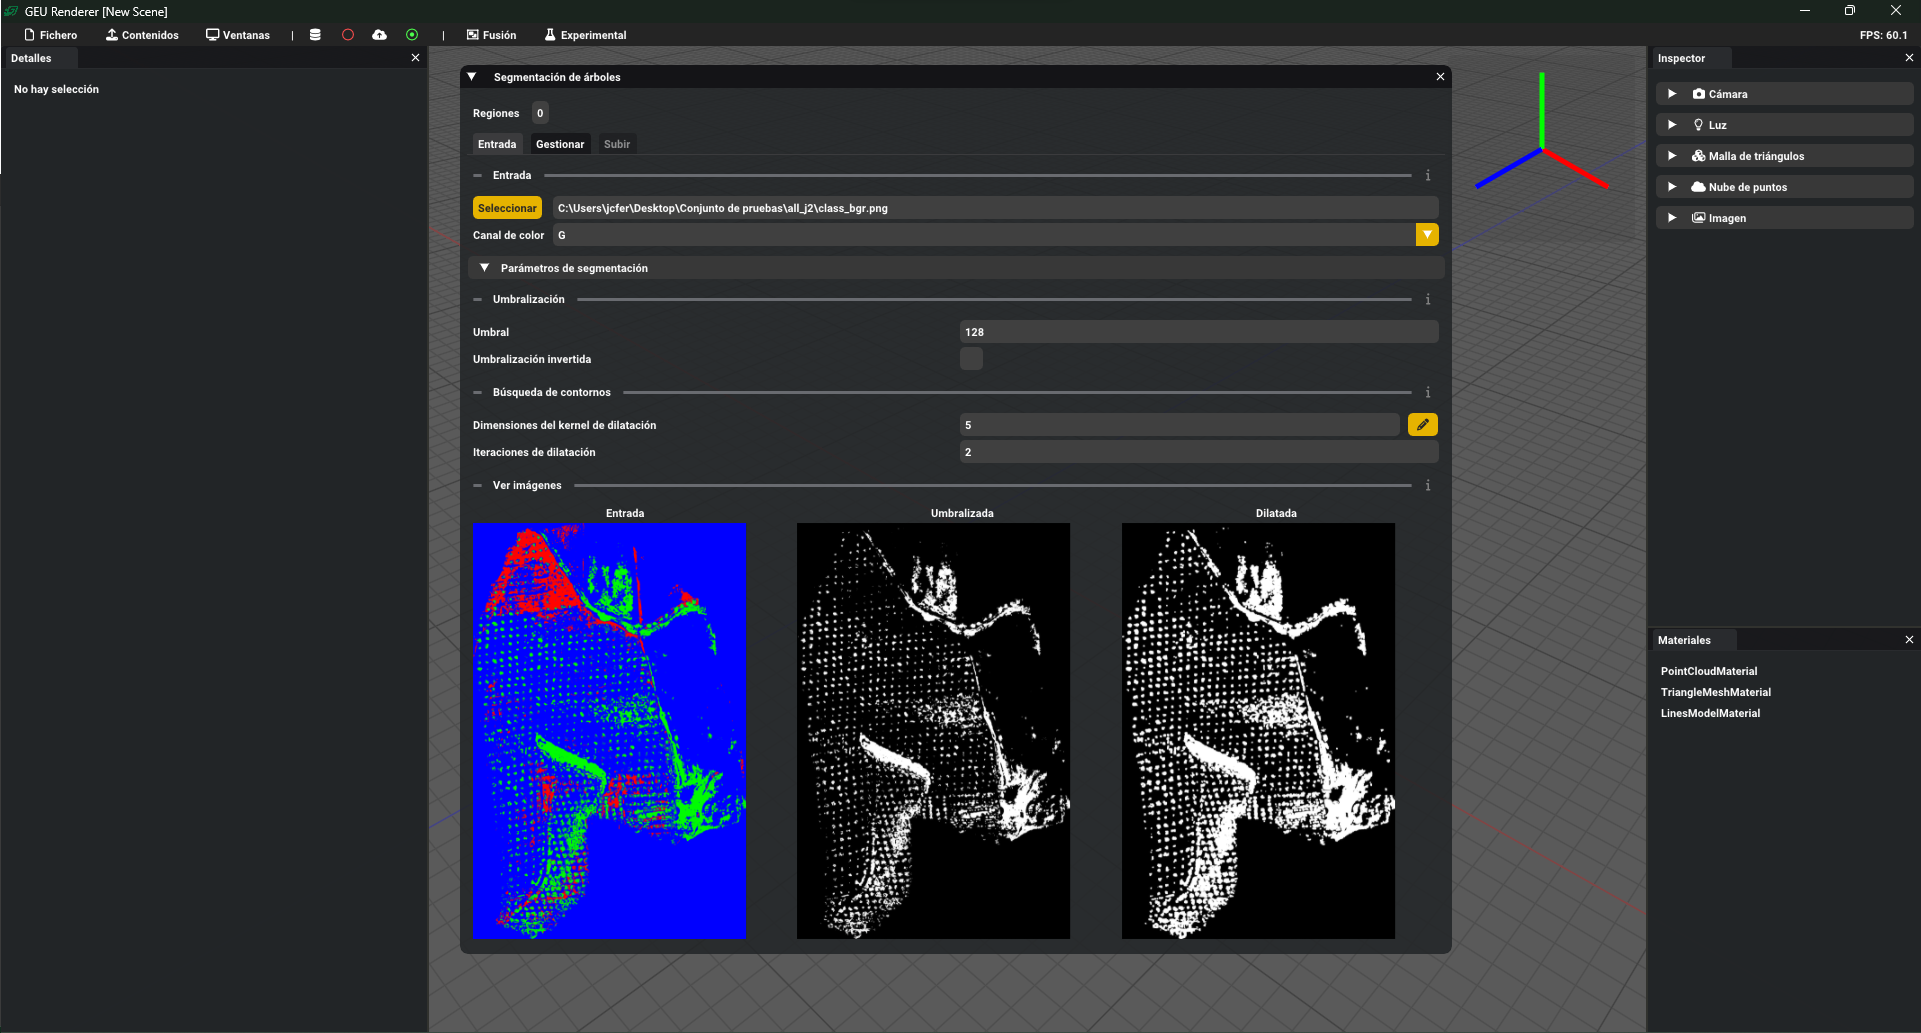 GEU Renderer [New Scene]
Fichero Contenidos Ventanas | | Fusión Experimental FPS: 60.1
Detalles
No hay selección
Segmentación de árboles
Regiones 0
Entrada Gestionar Subir
Entrada
Seleccionar C:\Users\jcfer\Desktop\Conjunto de pruebas\all_j2\class_bgr.png
Canal de color G
Parámetros de segmentación
Umbralización
Umbral 128
Umbralización invertida
Búsqueda de contornos
Dimensiones del kernel de dilatación 5
Iteraciones de dilatación 2
Ver imágenes
Entrada Umbralizada Dilatada
Inspector
Cámara
Luz
Malla de triángulos
Nube de puntos
Imagen
Materiales
PointCloudMaterial
TriangleMeshMaterial
LinesModelMaterial